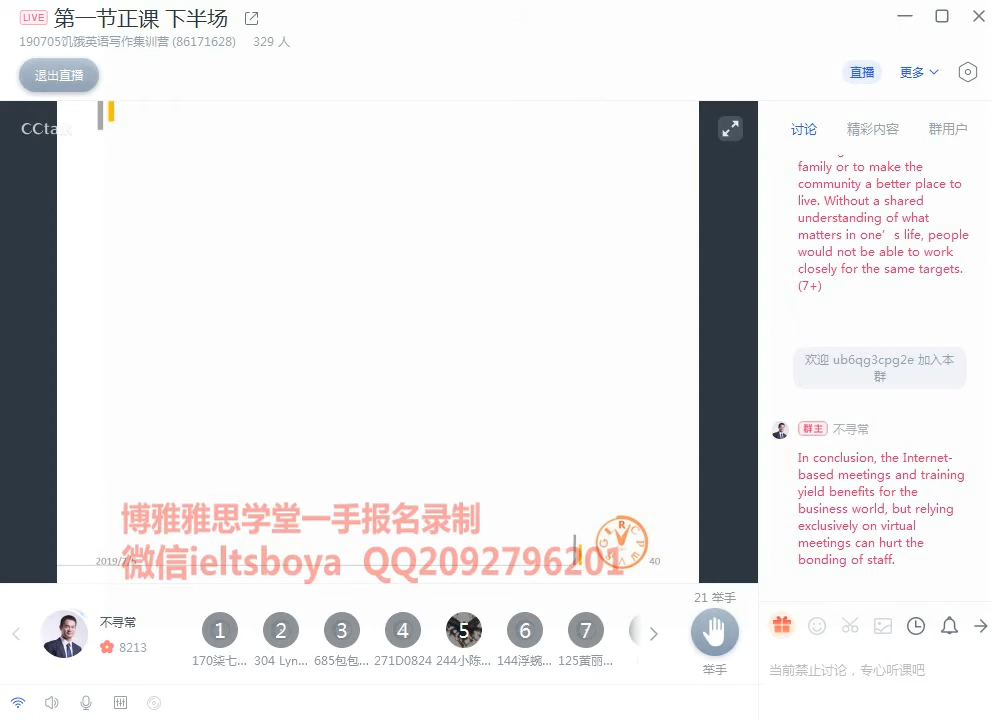 LIVE 第一节正课 下半场
190705饥饿英语写作集训营 (86171628) 329 人
退出直播
直播 更多
CCta
讨论 精彩内容 群用户
family or to make the
community a better place to
live. Without a shared
understanding of what
matters in one’s life, people
would not be able to work
closely for the same targets.
(7+)
欢迎 ub6qg3cpg2e 加入本
群
群主 不寻常
In conclusion, the Internet-
based meetings and training
yield benefits for the
business world, but relying
exclusively on virtual
meetings can hurt the
bonding of staff.
博雅雅思学堂一手报名录制
2019/7/5
微信ieltsboya QQ2092796201
40
21 举手
不寻常
8213
1 2 3 4 5 6 7
170柒七... 304 Lyn... 685包包... 271D0824 244小陈... 144浮婉... 125黄丽...
举手
当前禁止讨论，专心听课吧